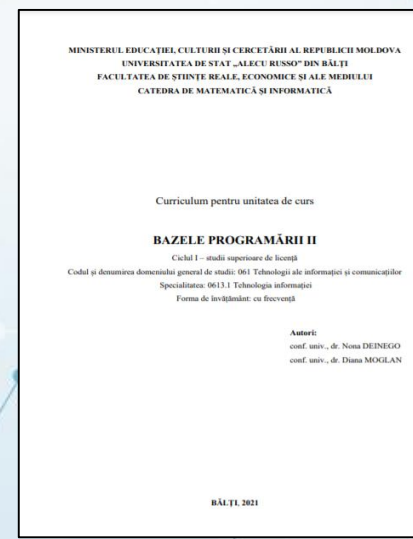 MINISTERUL EDUCAȚIEI, CULTURII ȘI CERCETĂRII AL REPUBLICII MOLDOVA
UNIVERSITATEA DE STAT „ALECU RUSSO” DIN BĂLȚI
FACULTATEA DE ȘTIINȚE REALE, ECONOMICE ȘI ALE MEDIULUI
CATEDRA DE MATEMATICĂ ȘI INFORMATICĂ
Curriculum pentru unitatea de curs
BAZELE PROGRAMĂRII II
Ciclul I – studii superioare de licență
Codul și denumirea domeniului general de studii: 061 Tehnologii ale informației și comunicațiilor
Specialitatea: 0613.1 Tehnologia informației
Forma de învățământ: cu frecvență
Autori:
conf. univ., dr. Nona DEINEGO
conf. univ., dr. Diana MOGLAN
BĂLȚI, 2021